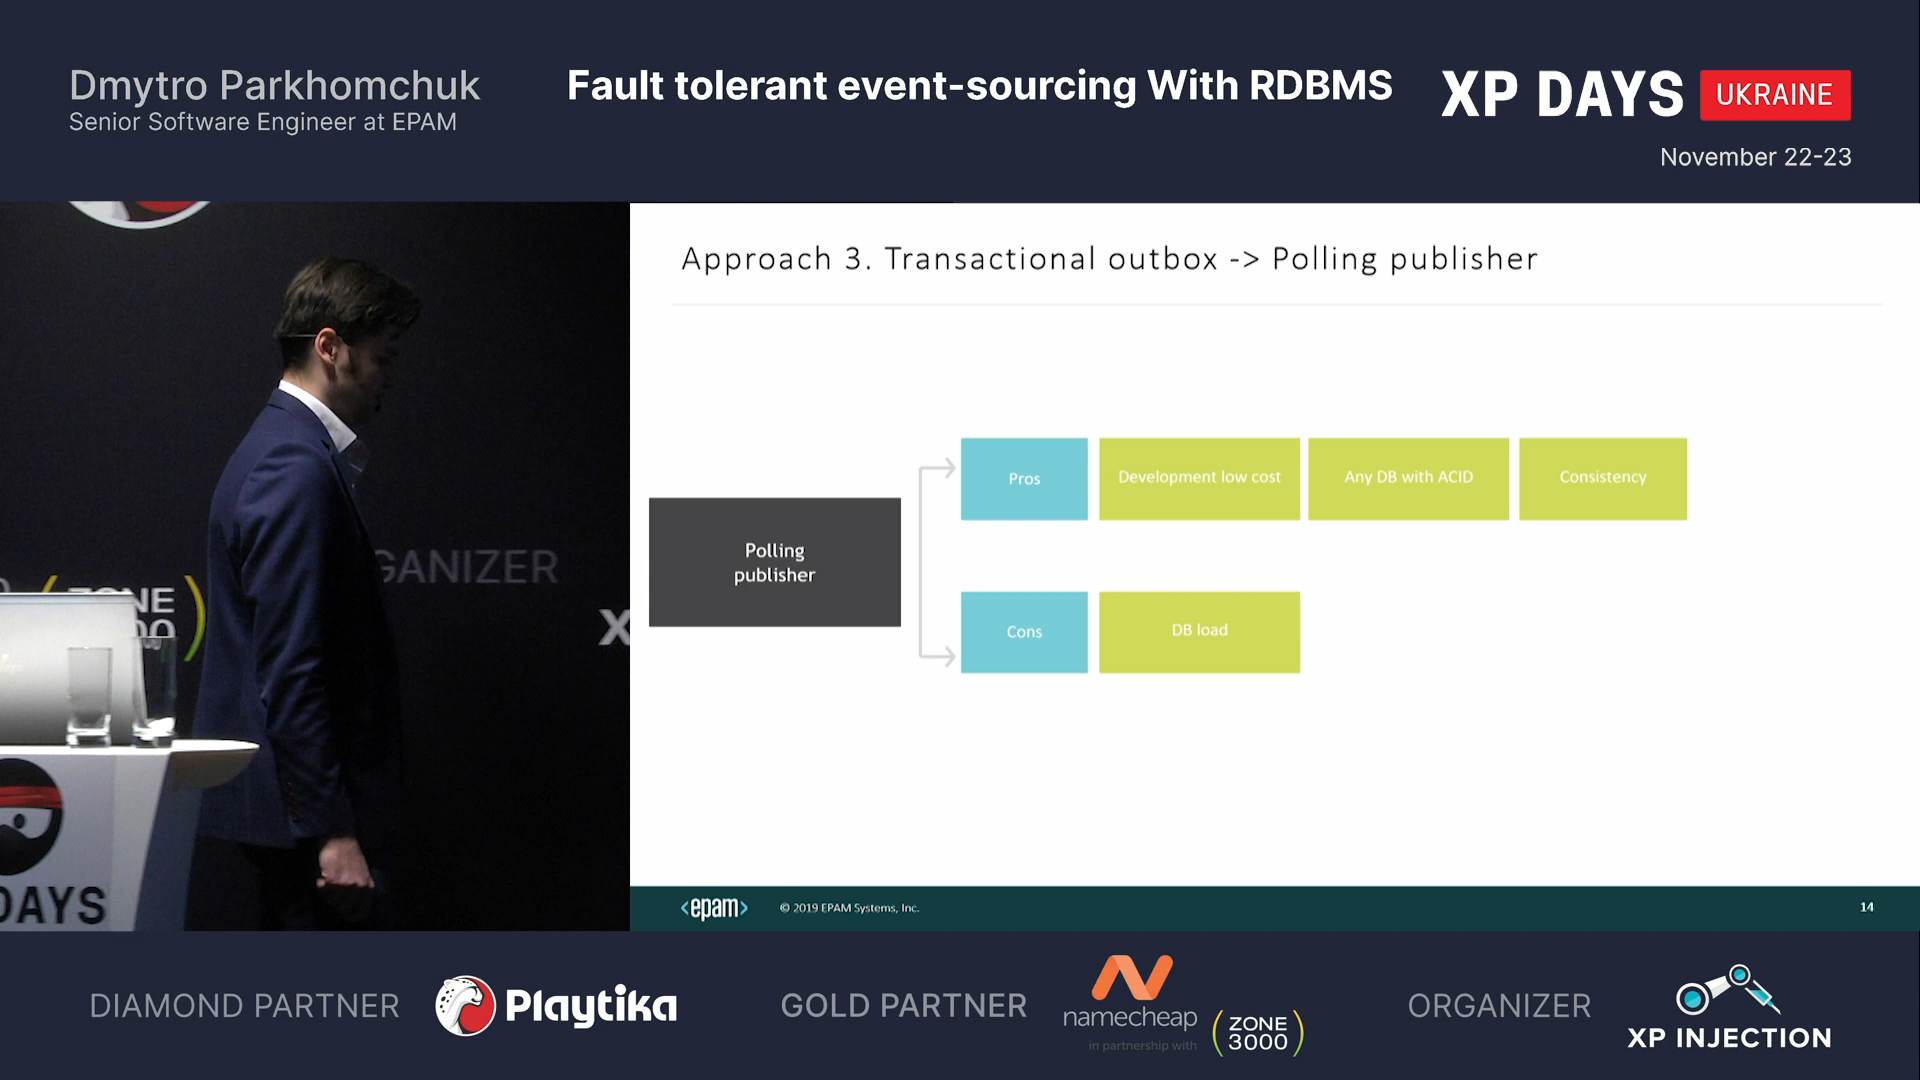 Dmytro Parkhomchuk
Senior Software Engineer at EPAM
Fault tolerant event-sourcing With RDBMS
XP DAYS UKRAINE
November 22-23
GANIZER
ZONE
X
DAYS
Approach 3. Transactional outbox -> Polling publisher
Polling
publisher
Pros
Development low cost
Any DB with ACID
Consistency
Cons
DB load
<epam>
© 2019 EPAM Systems, Inc.
14
DIAMOND PARTNER
Playtika
GOLD PARTNER
namecheap
in partnership with
ZONE
3000
ORGANIZER
XP INJECTION